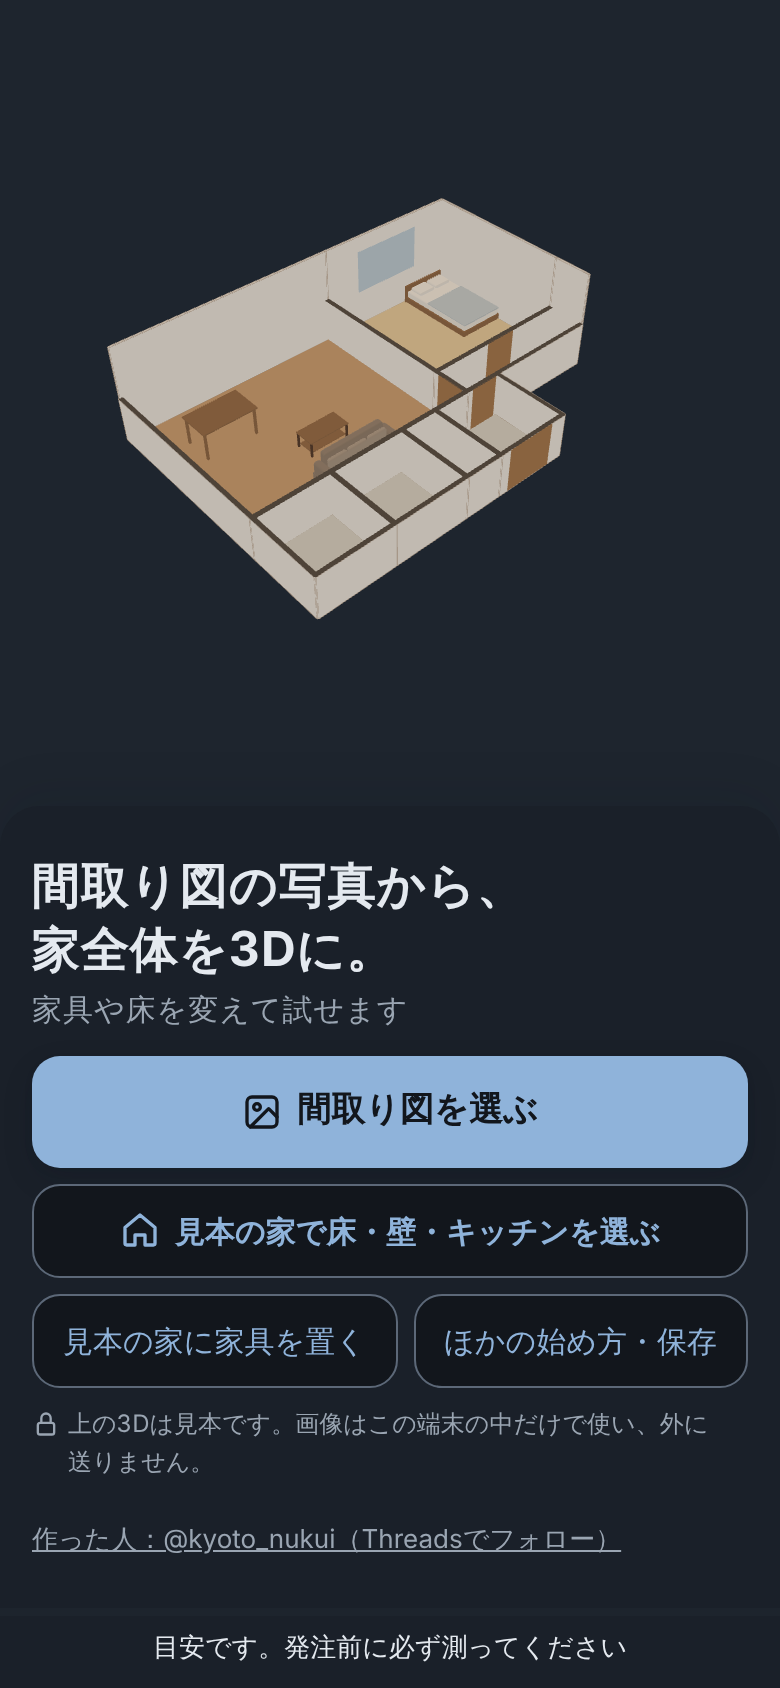 間取り図の写真から、
家全体を3Dに。
家具や床を変えて試せます
間取り図を選ぶ
見本の家で床・壁・キッチンを選ぶ
見本の家に家具を置く
ほかの始め方・保存
上の3Dは見本です。画像はこの端末の中だけで使い、外に
送りません。
作った人：@kyoto_nukui（Threadsでフォロー）
目安です。発注前に必ず測ってください